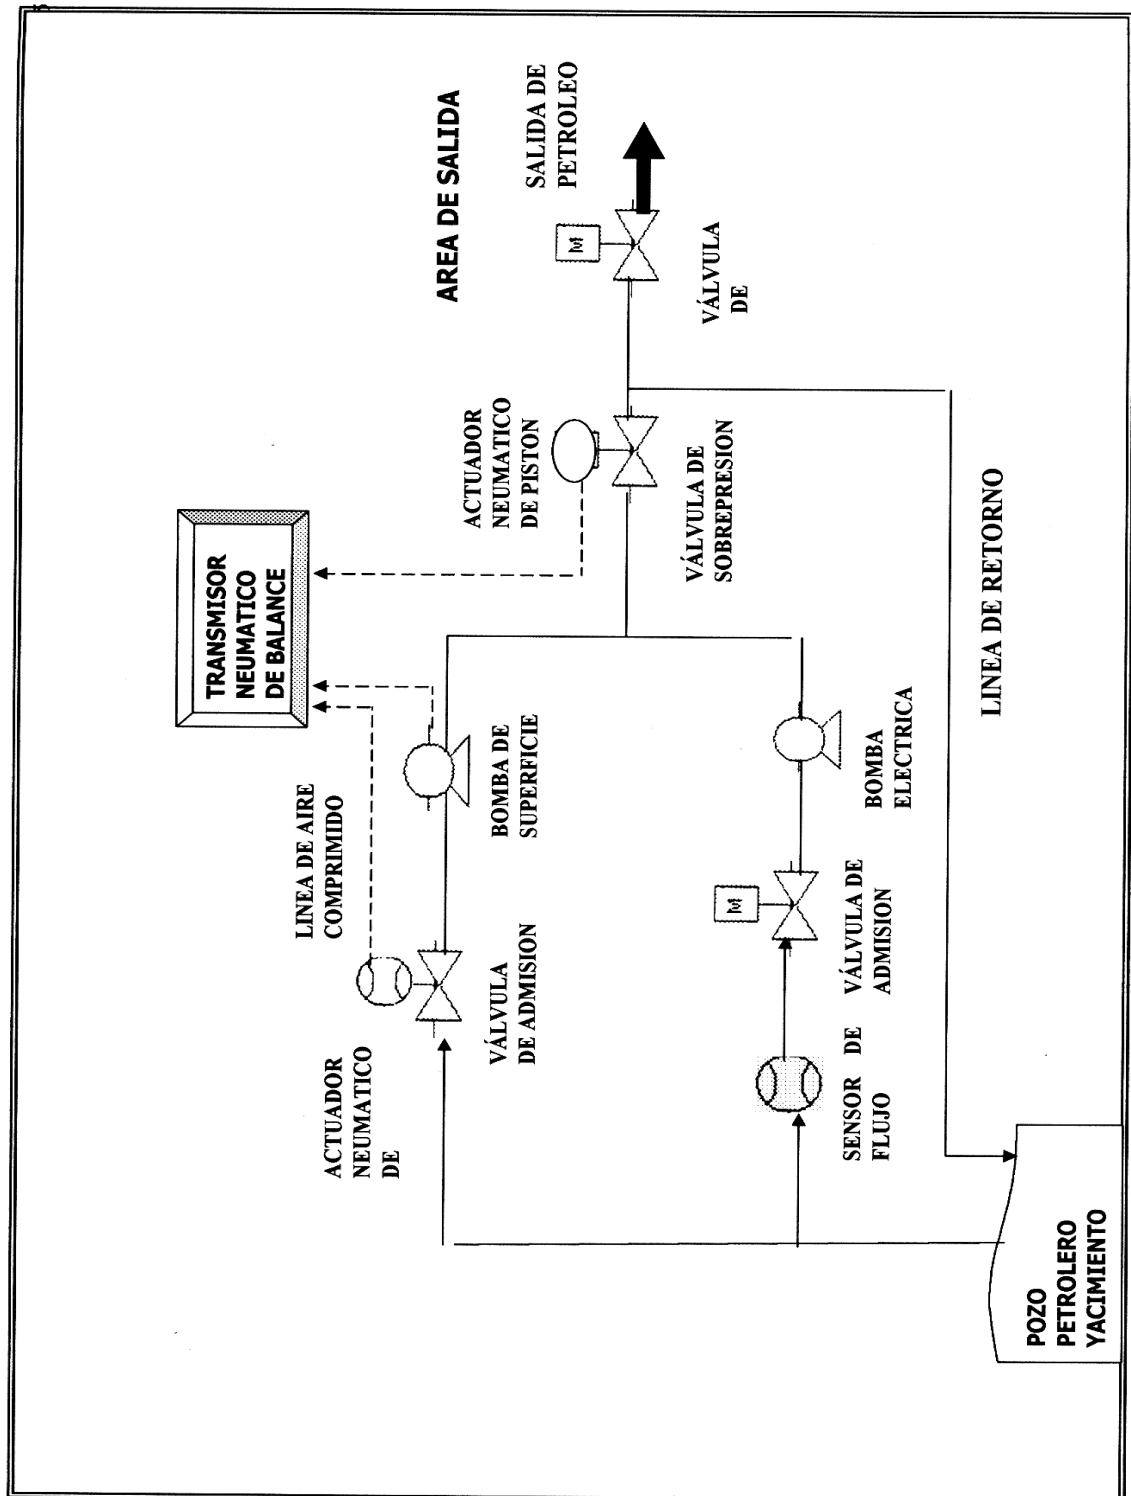 AREA DE SALIDA
SALIDA DE
PETROLEO
M
VÁLVULA
DE
ACTUADOR
NEUMATICO
DE PISTON
VÁLVULA DE
SOBREPRESION
TRANSMISOR
NEUMATICO
DE BALANCE
LINEA DE AIRE
COMPRIMIDO
BOMBA DE
SUPERFICIE
ACTUADOR
NEUMATICO
DE
VÁLVULA
DE ADMISION
BOMBA
ELECTRICA
M
VÁLVULA DE
ADMISION
SENSOR DE
FLUJO
LINEA DE RETORNO
POZO
PETROLERO
YACIMIENTO